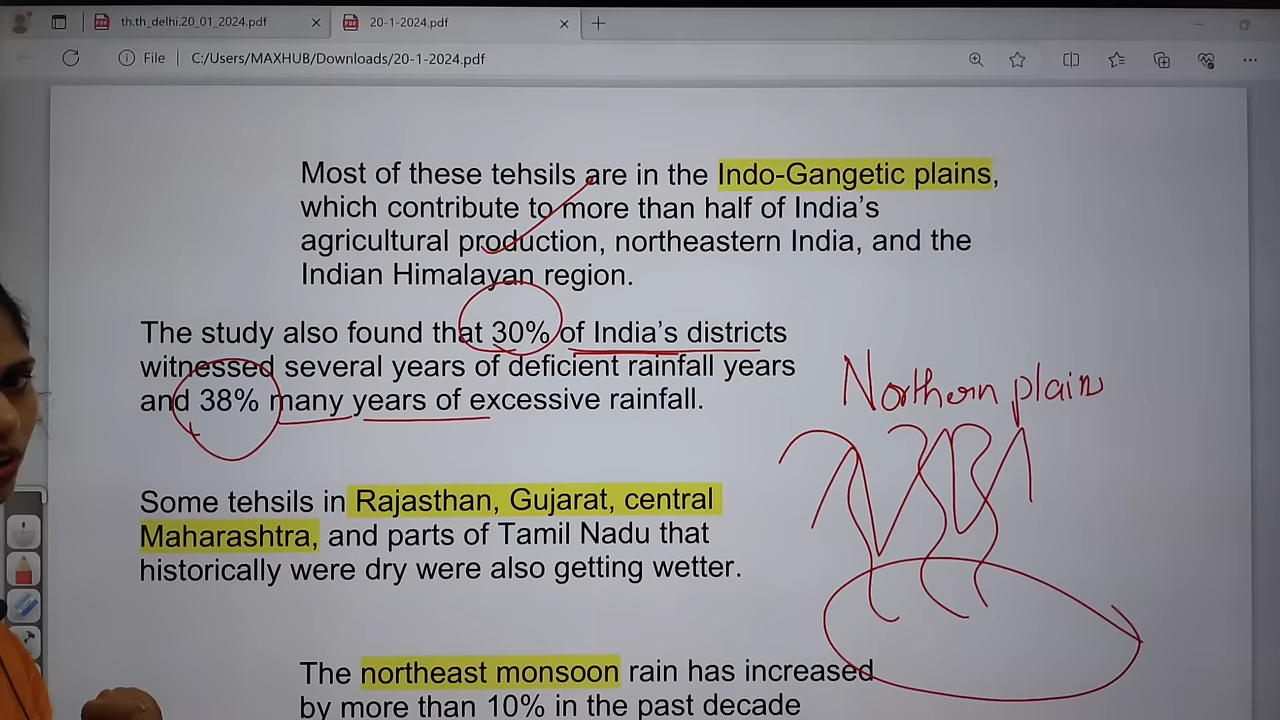 th.th_delhi.20_01_2024.pdf
20-1-2024.pdf
File
C:/Users/MAXHUB/Downloads/20-1-2024.pdf
Most of these tehsils are in the Indo-Gangetic plains,
which contribute to more than half of India's
agricultural production, northeastern India, and the
Indian Himalayan region.
The study also found that 30% of India's districts
witnessed several years of deficient rainfall years
and 38% many years of excessive rainfall.
Northern plain
Some tehsils in Rajasthan, Gujarat, central
Maharashtra, and parts of Tamil Nadu that
historically were dry were also getting wetter.
The northeast monsoon rain has increased
by more than 10% in the past decade